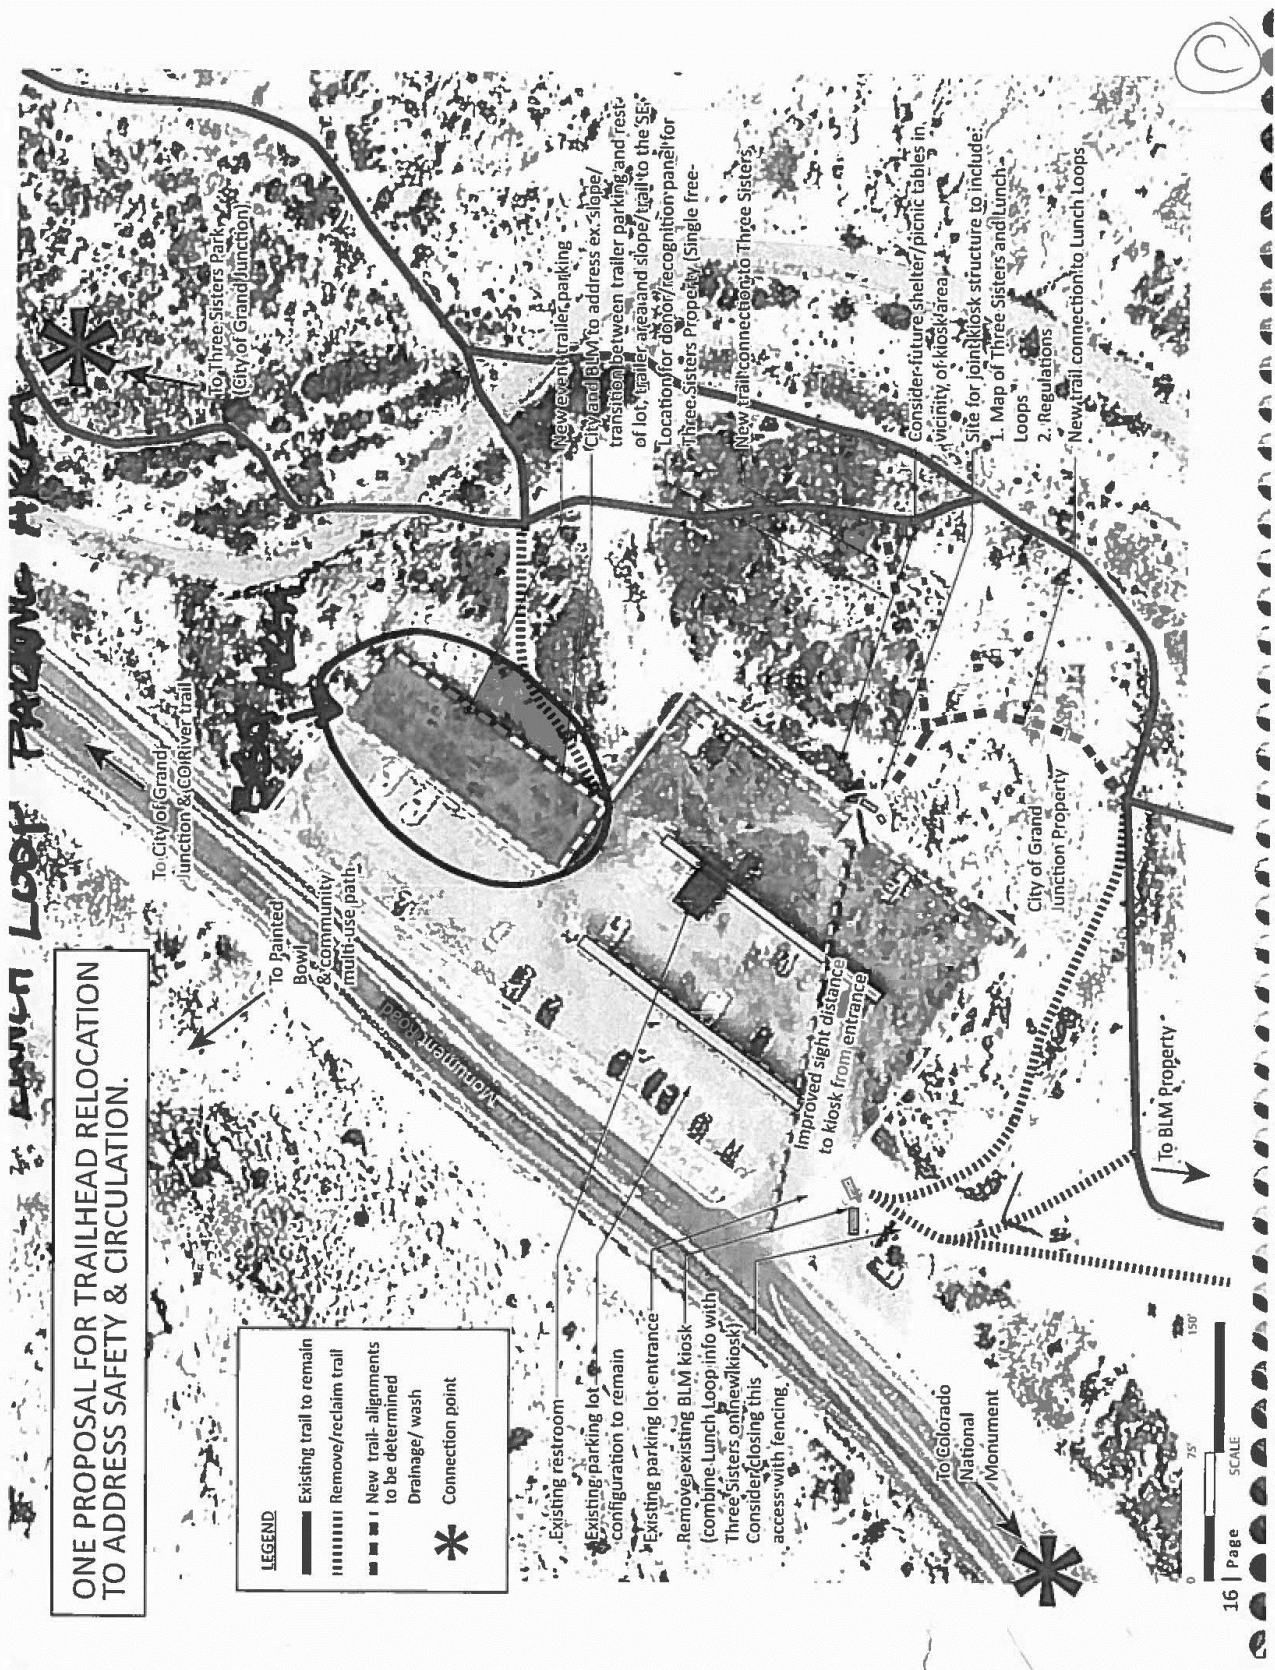 LUNCH LOOP PARKING AREA
ONE PROPOSAL FOR TRAILHEAD RELOCATION
TO ADDRESS SAFETY & CIRCULATION.
LEGEND
Existing trail to remain
Remove/reclaim trail
New trail- alignments
to be determined
Drainage/ wash
Connection point
To Painted
Bowl
& community
multi-use path
To City of Grand
Junction & CO River trail
To Three Sisters Park
(City of Grand Junction)
Monument Road
New event trailer parking
City and BLM to address ex. slope/
transition between trailer parking and rest
of lot, trailer area and slope/trail to the SE.
Location for donor/recognition panel for
Three Sisters Property (Single free-
New trail connection to Three Sisters
Consider future shelter/picnic tables in
vicinity of kiosk area
Site for joint kiosk structure to include:
1. Map of Three Sisters and Lunch
Loops
2. Regulations
New trail connection to Lunch Loops
Existing restroom
Existing parking lot
configuration to remain
Existing parking lot entrance
Remove existing BLM kiosk
(combine Lunch Loop info with
Three Sisters on new kiosk)
Consider closing this
access with fencing
Improved sight distance
to kiosk from entrance
City of Grand
Junction Property
To BLM Property
To Colorado
National
Monument
0 75' 150'
SCALE
16 | Page
C